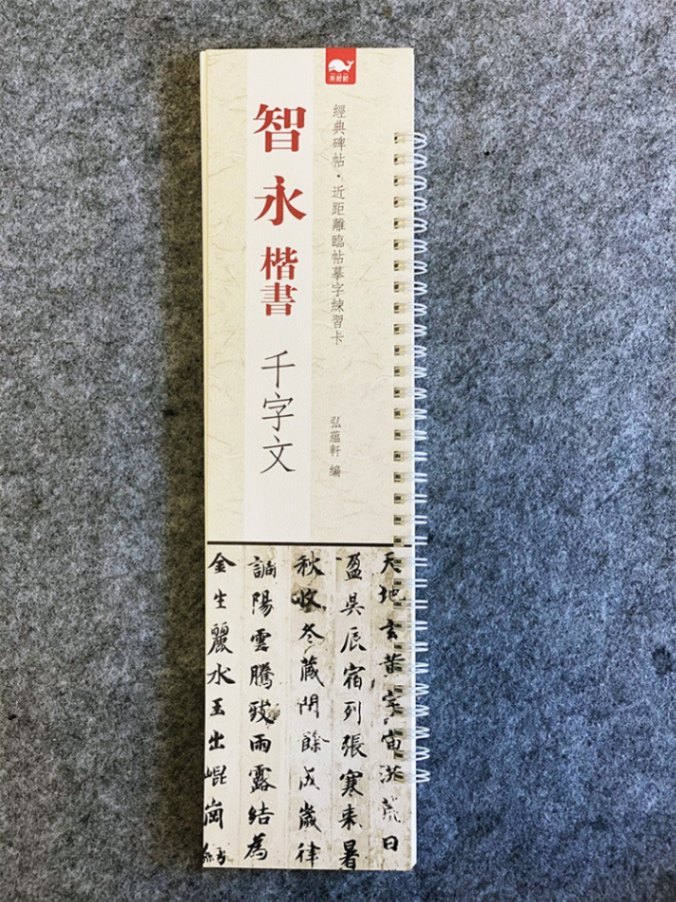 經典碑帖·近距離臨帖摹字練習卡
弘蘊軒 編
智永楷書千字文
天地玄黄宇宙洪荒日
盈昃辰宿列張寒来暑
秋收冬藏閏餘成歲律
調陽雲騰致雨露結為
金生麗水玉出崐崗